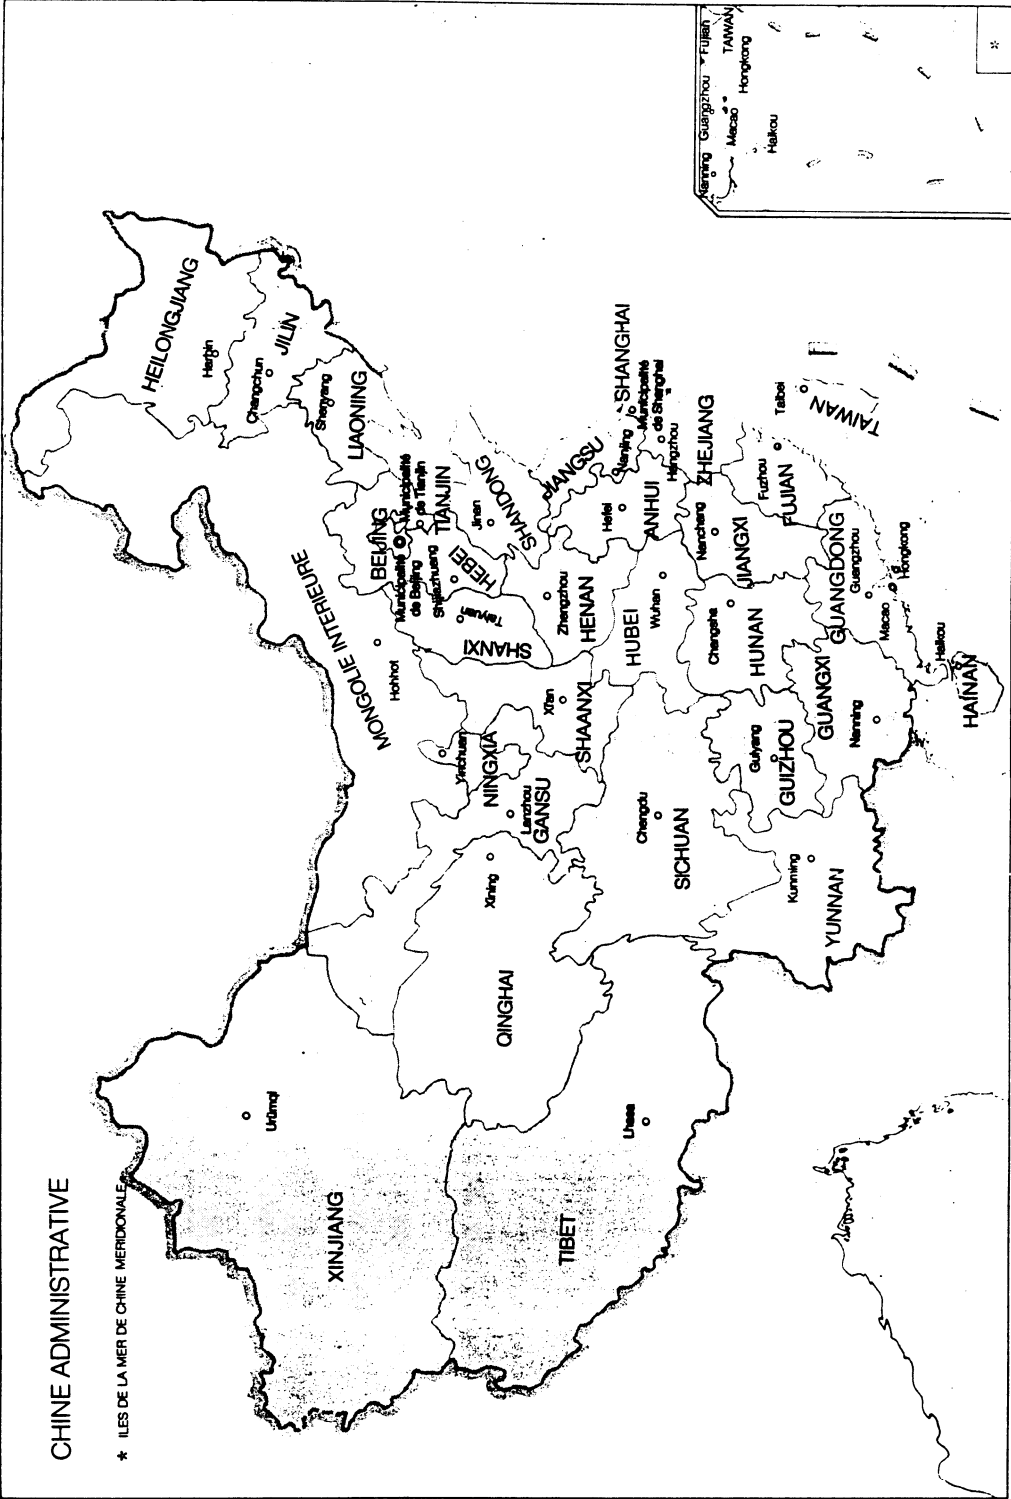 CHINE ADMINISTRATIVE
* ILES DE LA MER DE CHINE MERIDIONALE
HEILONGJIANG
Harbin
Changchun
JILIN
Shenyang
LIAONING
MONGOLIE INTERIEURE
Hohhot
BEIJING
Municipalité
de Beijing
Municipalité
de Tianjin
TIANJIN
Shijiazhuang
HEBEI
Taiyuan
SHANXI
Jinan
SHANDONG
XINJIANG
Urümqi
Yinchuan
NINGXIA
Lanzhou
GANSU
Xining
QINGHAI
Xi'an
SHAANXI
Zhengzhou
HENAN
JIANGSU
Nanjing
SHANGHAI
Municipalité
de Shanghai
Hefei
ANHUI
Hangzhou
ZHEJIANG
TIBET
Lhasa
Chengdu
SICHUAN
HUBEI
Wuhan
Changsha
HUNAN
Nanchang
JIANGXI
Fuzhou
FUJIAN
Taibei
TAIWAN
Guiyang
GUIZHOU
Kunming
YUNNAN
GUANGXI
Nanning
GUANGDONG
Guangzhou
Macao
Hongkong
Haikou
HAINAN
Nanning
Guangzhou
Fujian
TAIWAN
Macao
Hongkong
Haikou
*